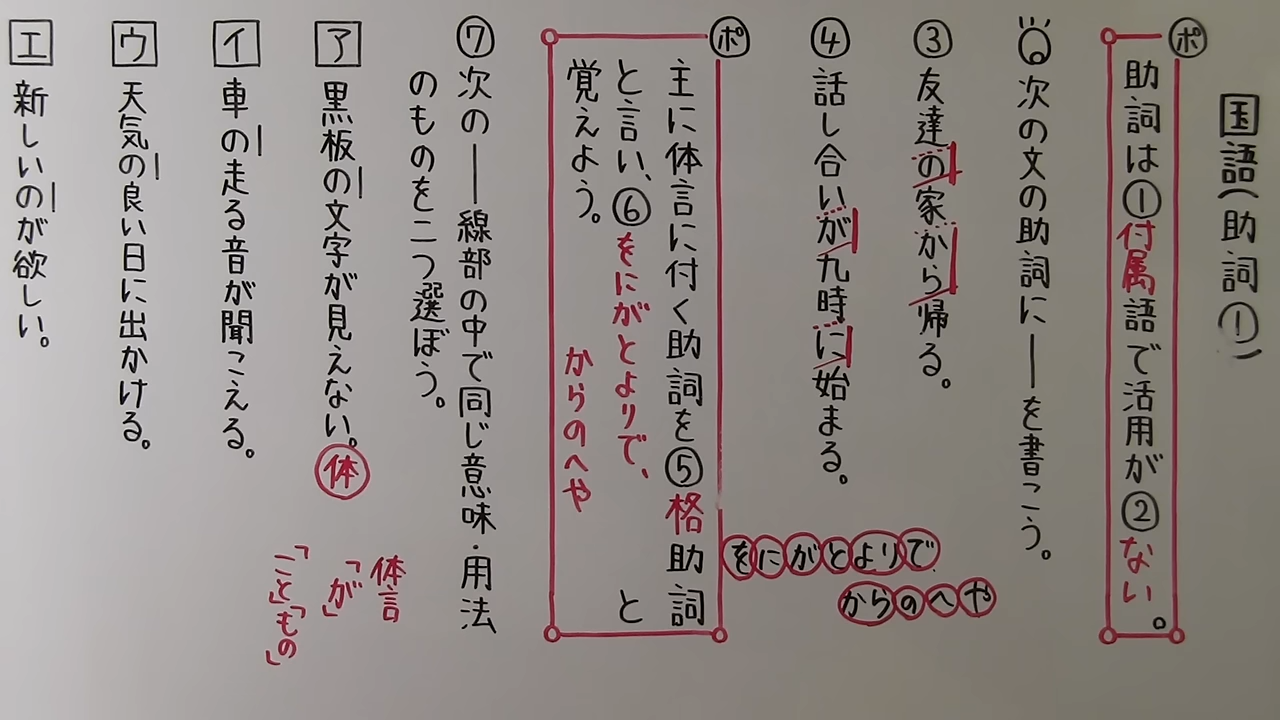 国語(助詞①)
ポ
助詞は①付属語で活用が②ない。
次の文の助詞に―を書こう。
③友達の家から帰る。
④話し合いが九時に始まる。
をにがとよりで
からのへや
ポ
主に体言に付く助詞を⑤格助詞
と言い、⑥をにがとよりで、と
覚えよう。からのへや
⑦次の―線部の中で同じ意味・用法
のものを二つ選ぼう。
ア 黒板の文字が見えない。体
イ 車の走る音が聞こえる。
ウ 天気の良い日に出かける。
エ 新しいのが欲しい。
体言
「が」
「こと」「もの」